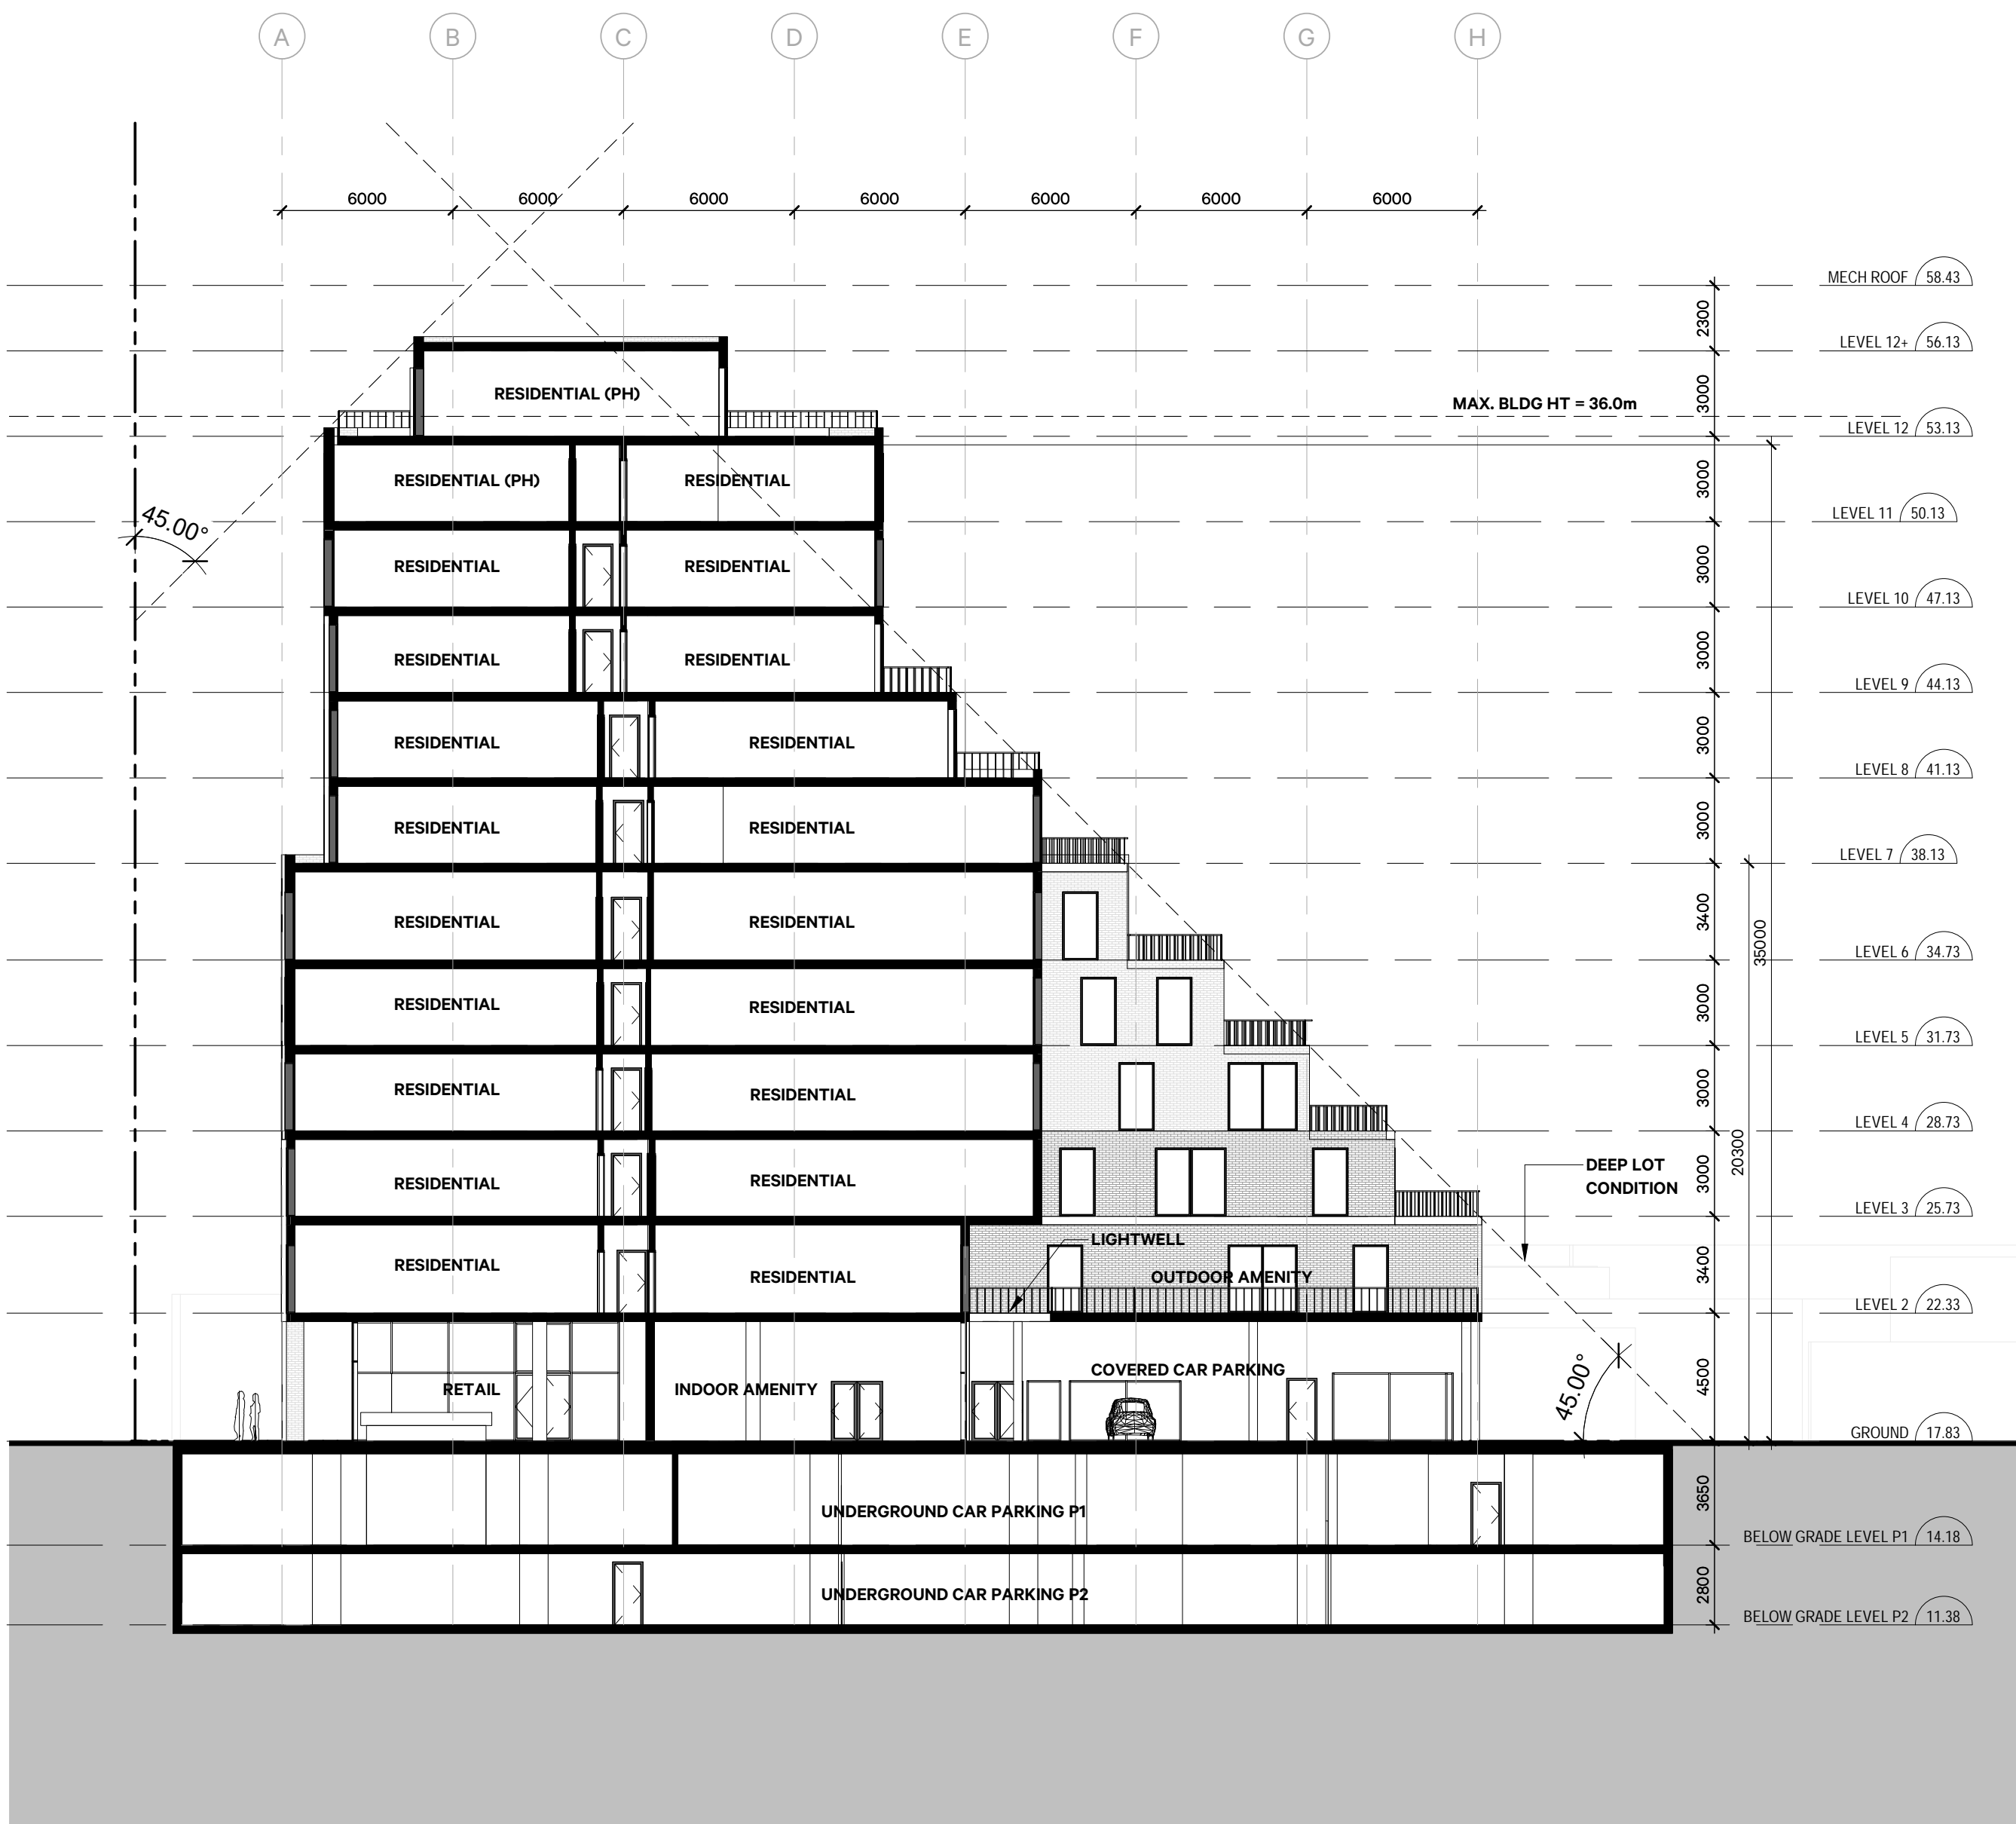 A B C D E F G H
6000 6000 6000 6000 6000 6000 6000
MECH ROOF 58.43
2300
LEVEL 12+ 56.13
RESIDENTIAL (PH)
3000
MAX. BLDG HT = 36.0m
LEVEL 12 53.13
RESIDENTIAL (PH) RESIDENTIAL
3000
LEVEL 11 50.13
45.00°
RESIDENTIAL RESIDENTIAL
3000
LEVEL 10 47.13
RESIDENTIAL RESIDENTIAL
3000
LEVEL 9 44.13
RESIDENTIAL RESIDENTIAL
3000
LEVEL 8 41.13
RESIDENTIAL RESIDENTIAL
3000
LEVEL 7 38.13
RESIDENTIAL RESIDENTIAL
3400
35000
LEVEL 6 34.73
RESIDENTIAL RESIDENTIAL
3000
LEVEL 5 31.73
RESIDENTIAL RESIDENTIAL
3000
LEVEL 4 28.73
20300
DEEP LOT
CONDITION
RESIDENTIAL RESIDENTIAL
3000
LEVEL 3 25.73
LIGHTWELL
RESIDENTIAL RESIDENTIAL OUTDOOR AMENITY
3400
LEVEL 2 22.33
COVERED CAR PARKING
RETAIL INDOOR AMENITY
45.00°
4500
GROUND 17.83
UNDERGROUND CAR PARKING P1
3650
BELOW GRADE LEVEL P1 14.18
UNDERGROUND CAR PARKING P2
2800
BELOW GRADE LEVEL P2 11.38